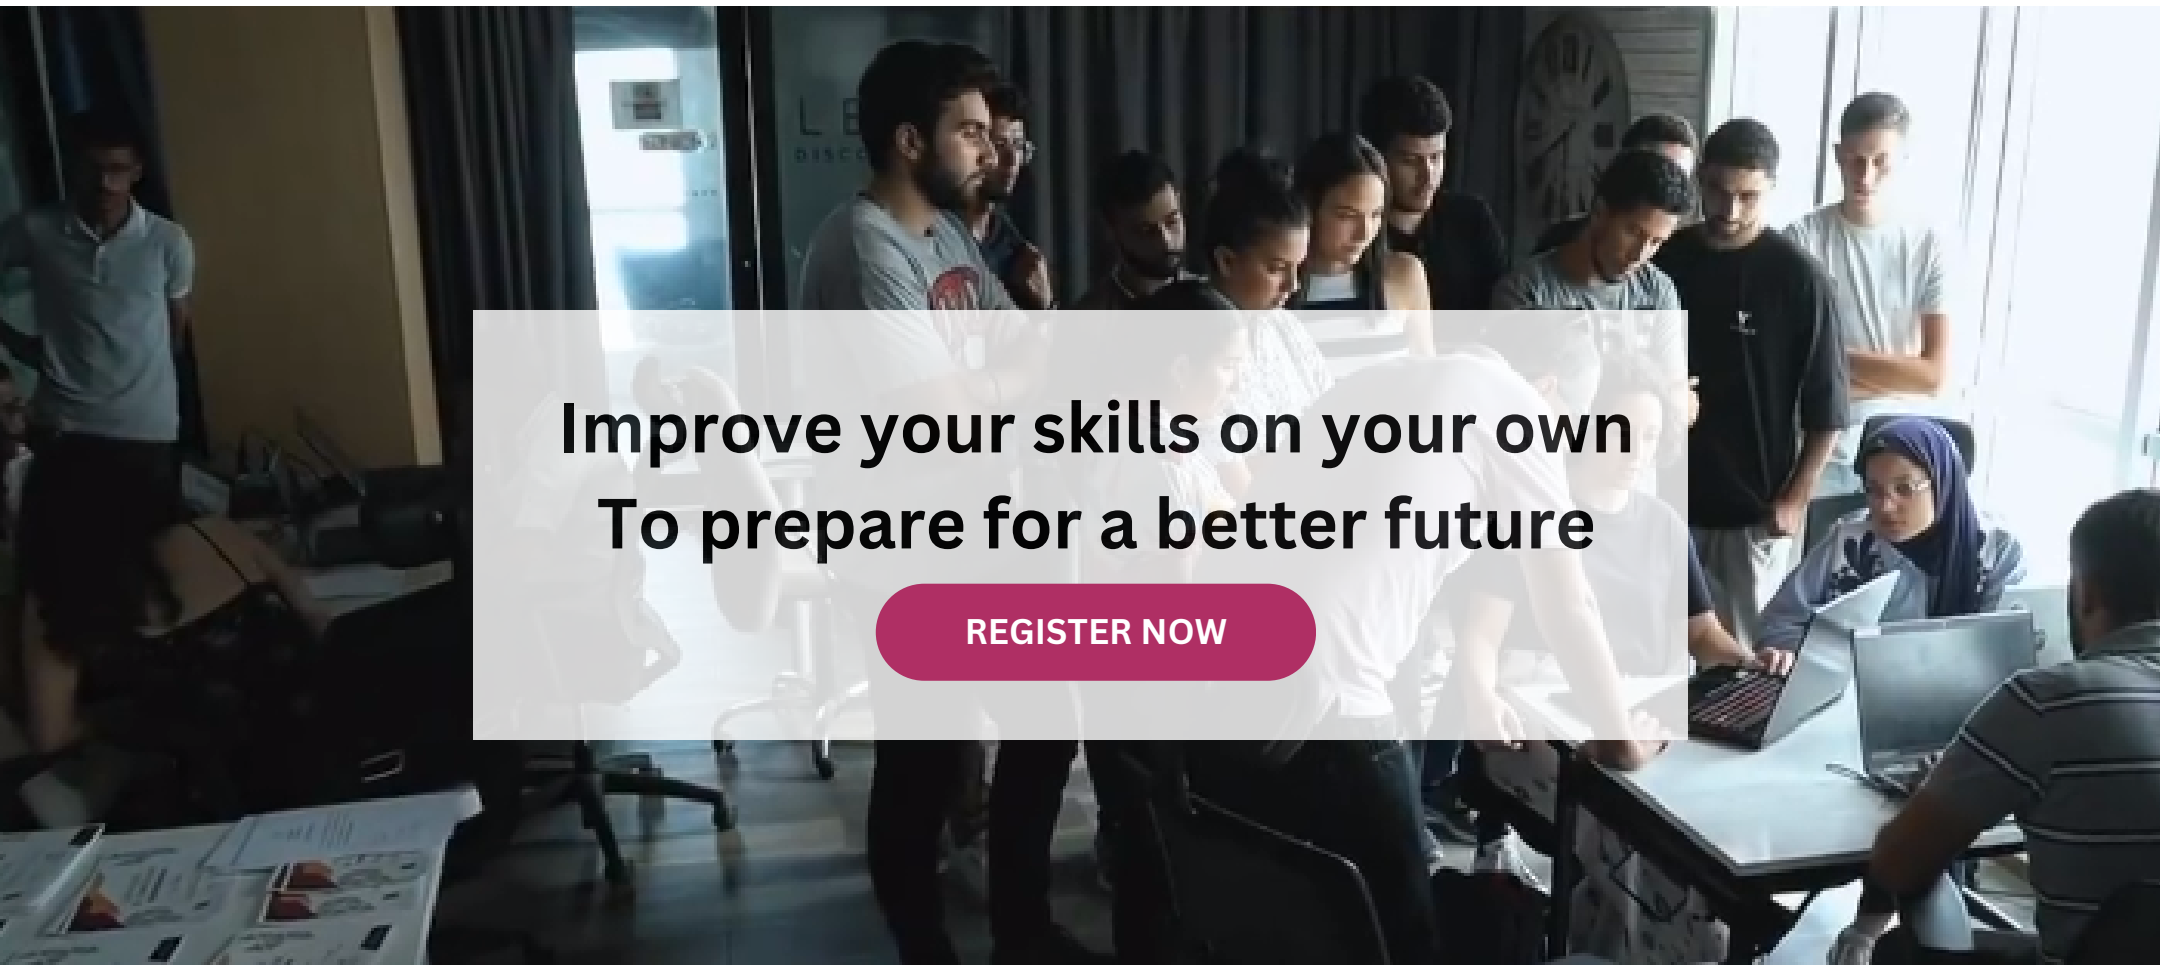 Improve your skills on your own
To prepare for a better future
REGISTER NOW